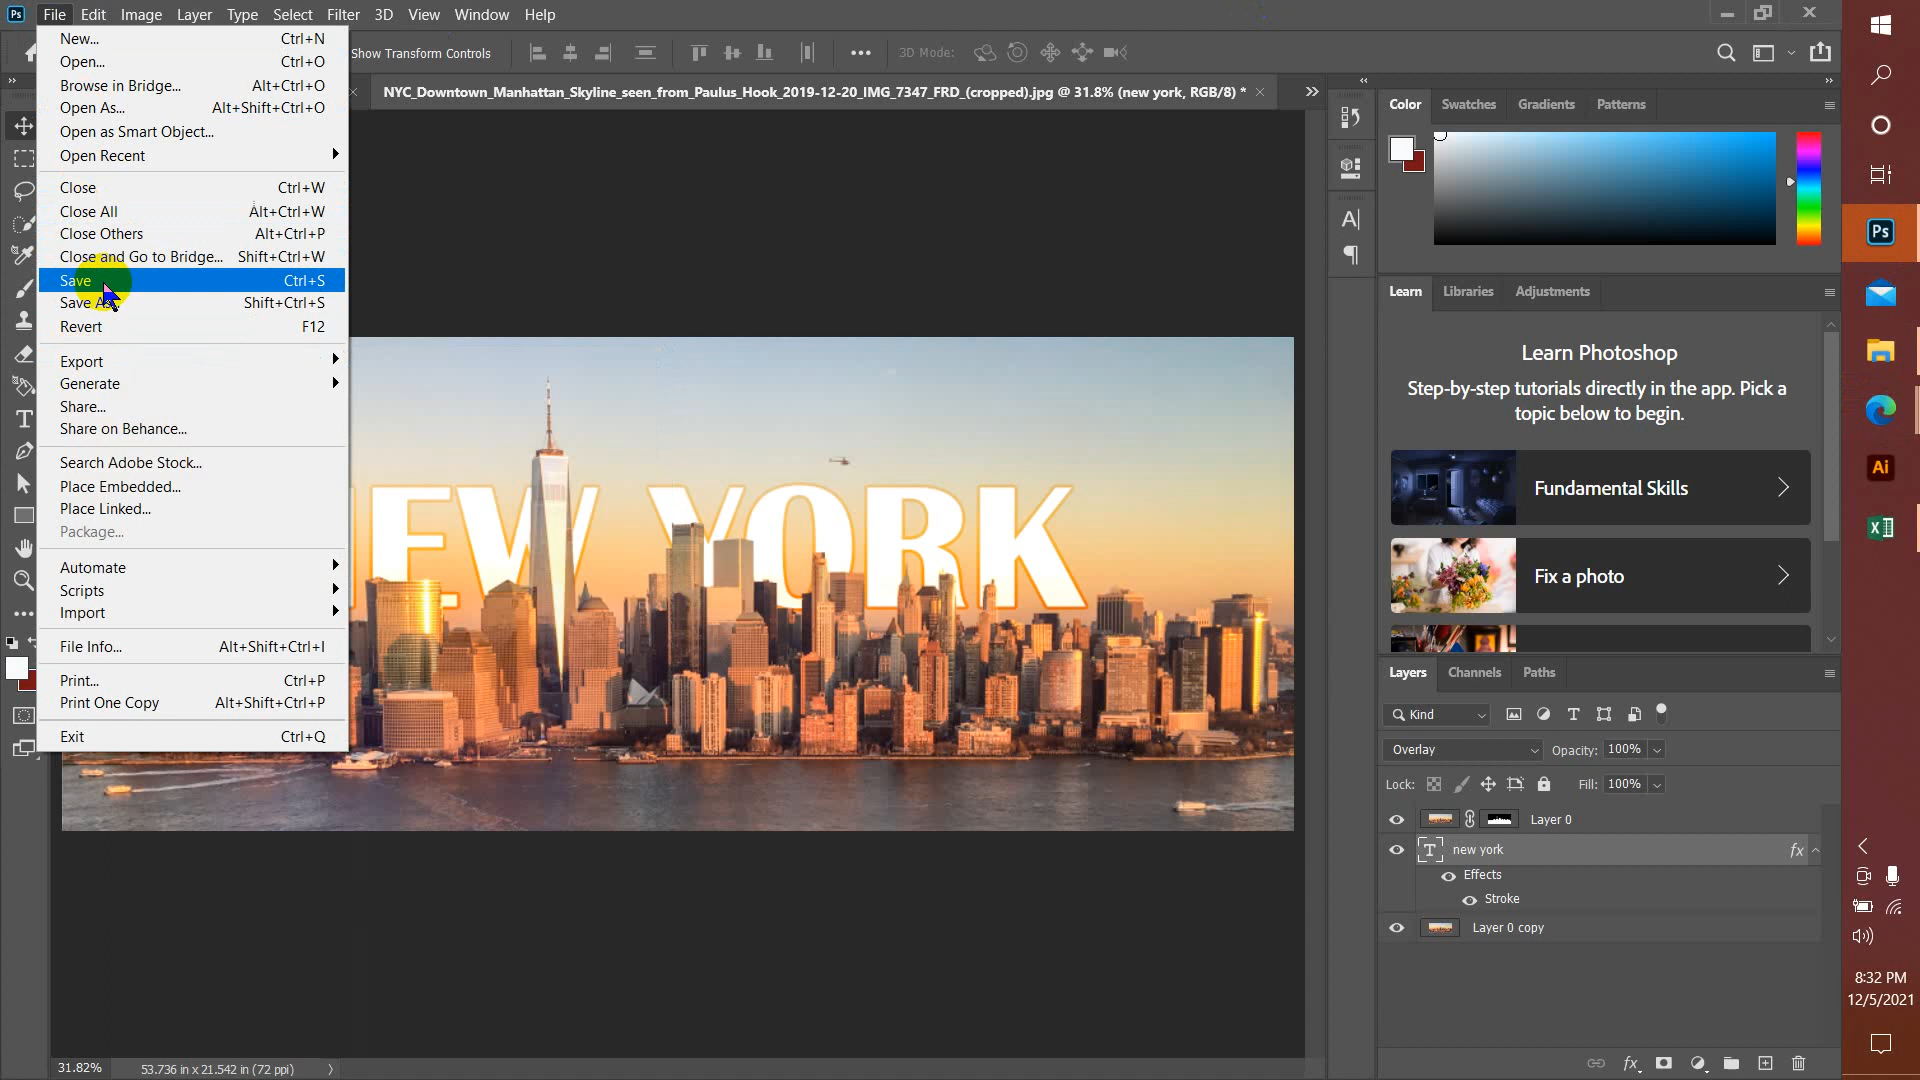 Ps File Edit Image Layer Type Select Filter 3D View Window Help
Show Transform Controls 3D Mode:
NYC_Downtown_Manhattan_Skyline_seen_from_Paulus_Hook_2019-12-20_IMG_7347_FRD_(cropped).jpg @ 31.8% (new york, RGB/8) *
New... Ctrl+N
Open... Ctrl+O
Browse in Bridge... Alt+Ctrl+O
Open As... Alt+Shift+Ctrl+O
Open as Smart Object...
Open Recent
Close Ctrl+W
Close All Alt+Ctrl+W
Close Others Alt+Ctrl+P
Close and Go to Bridge... Shift+Ctrl+W
Save Ctrl+S
Save As... Shift+Ctrl+S
Revert F12
Export
Generate
Share...
Share on Behance...
Search Adobe Stock...
Place Embedded...
Place Linked...
Package...
Automate
Scripts
Import
File Info... Alt+Shift+Ctrl+I
Print... Ctrl+P
Print One Copy Alt+Shift+Ctrl+P
Exit Ctrl+Q
NEW YORK
31.82% 53.736 in x 21.542 in (72 ppi)
Color Swatches Gradients Patterns
Learn Libraries Adjustments
Learn Photoshop
Step-by-step tutorials directly in the app. Pick a
topic below to begin.
Fundamental Skills
Fix a photo
Layers Channels Paths
Kind
Overlay Opacity: 100%
Lock: Fill: 100%
Layer 0
new york fx
Effects
Stroke
Layer 0 copy
fx
Ps
Ai
8:32 PM
12/5/2021